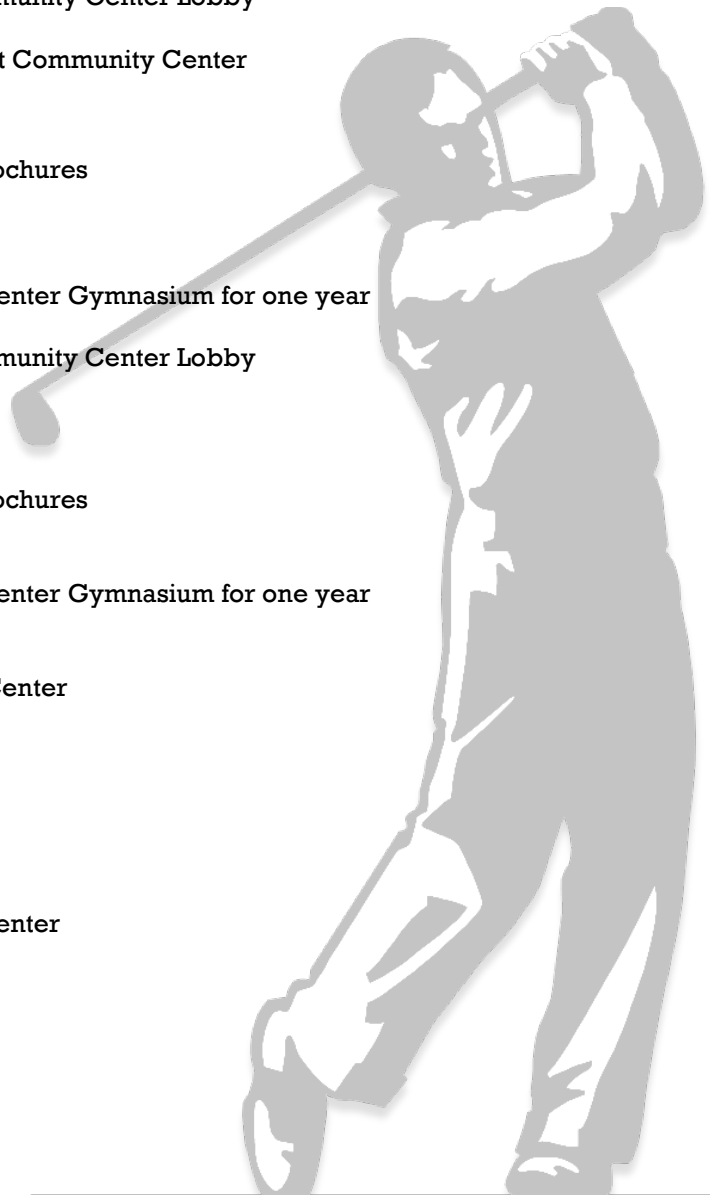 munity Center Lobby
t Community Center
ochures
enter Gymnasium for one year
munity Center Lobby
ochures
enter Gymnasium for one year
Center
enter